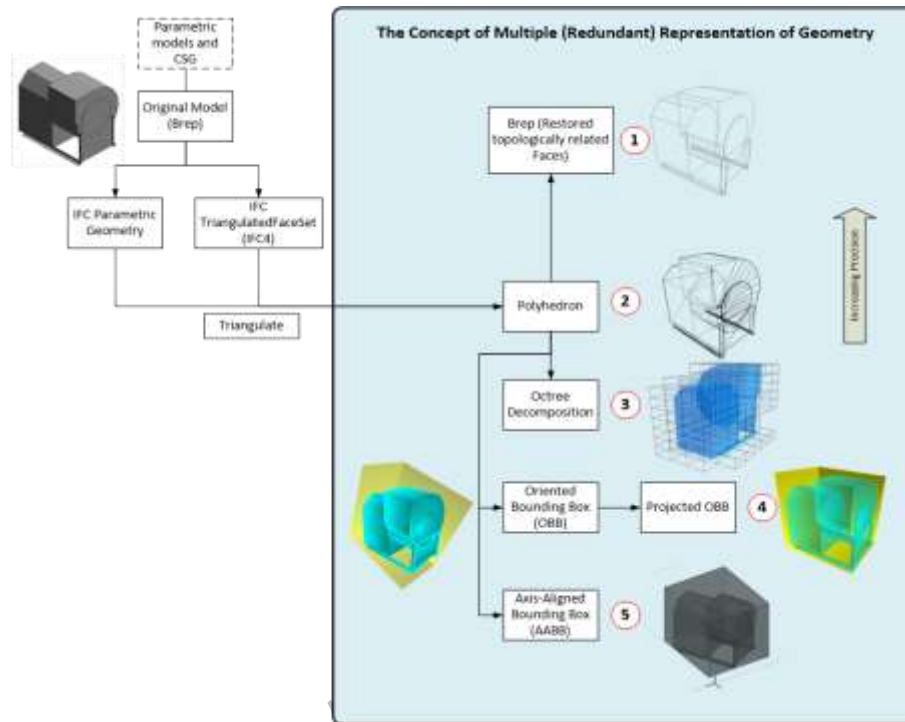 The Concept of Multiple (Redundant) Representation of Geometry
Parametric
models and
CSG
Original Model
(Brep)
IFC Parametric
Geometry
IFC
TriangulatedFaceSet
(IFC4)
Triangulate
Brep (Restored
topologically related
Faces)
1
Increasing Precision
Polyhedron
2
Octree
Decomposition
3
Oriented
Bounding Box
(OBB)
Projected OBB
4
Axis-Aligned
Bounding Box
(AABB)
5